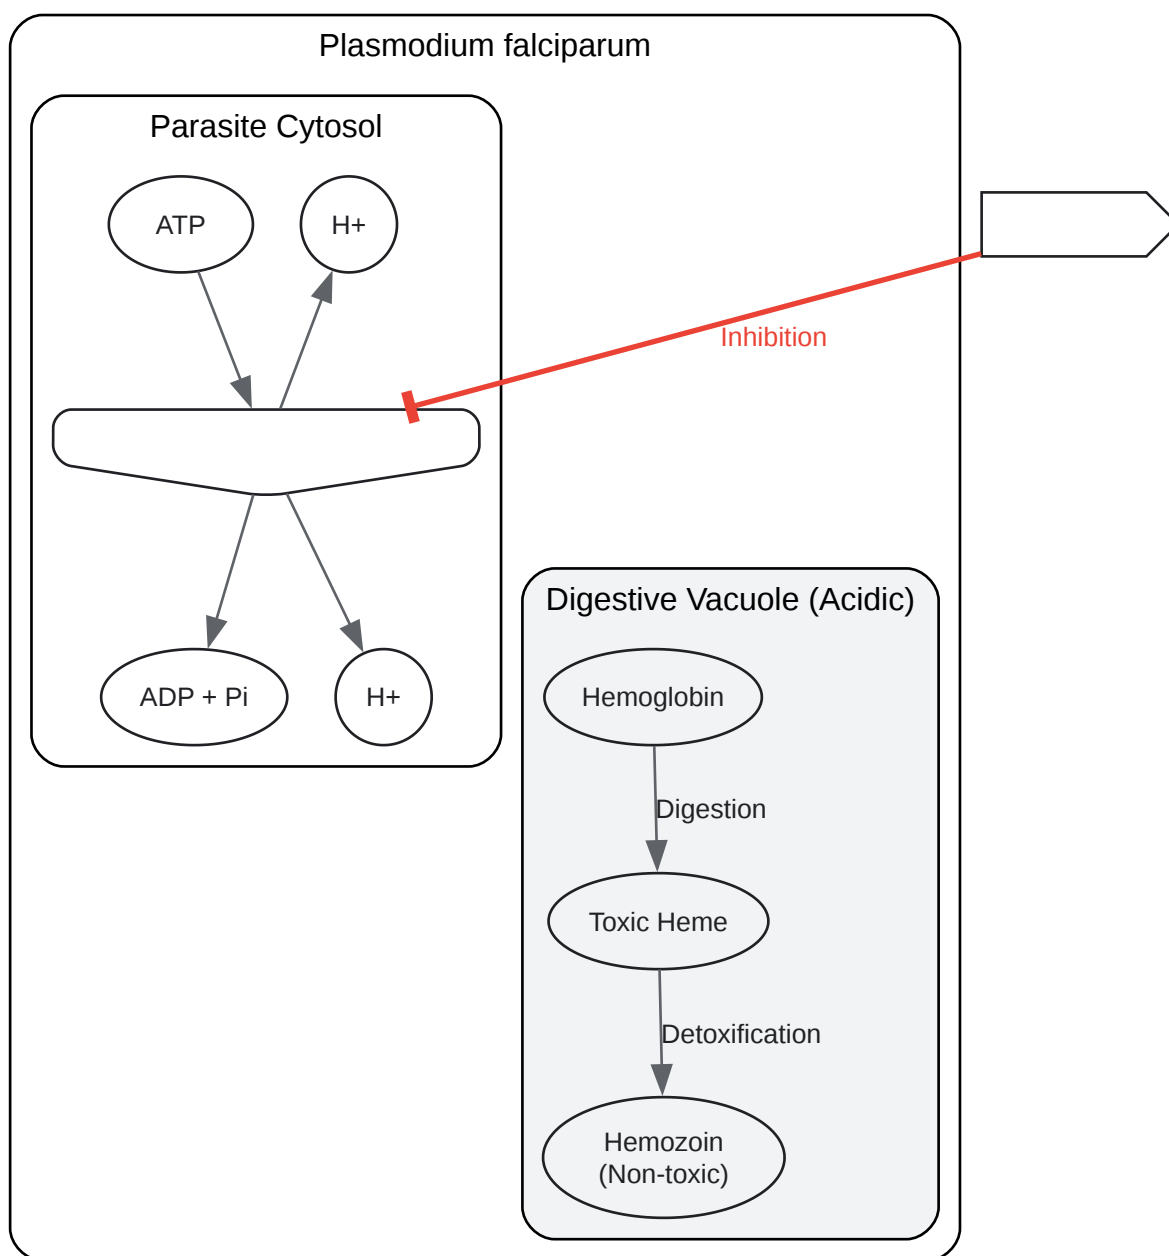 Plasmodium falciparum
Parasite Cytosol
ATP
H+
Inhibition
ADP + Pi
H+
Digestive Vacuole (Acidic)
Hemoglobin
Digestion
Toxic Heme
Detoxification
Hemozoin
(Non-toxic)